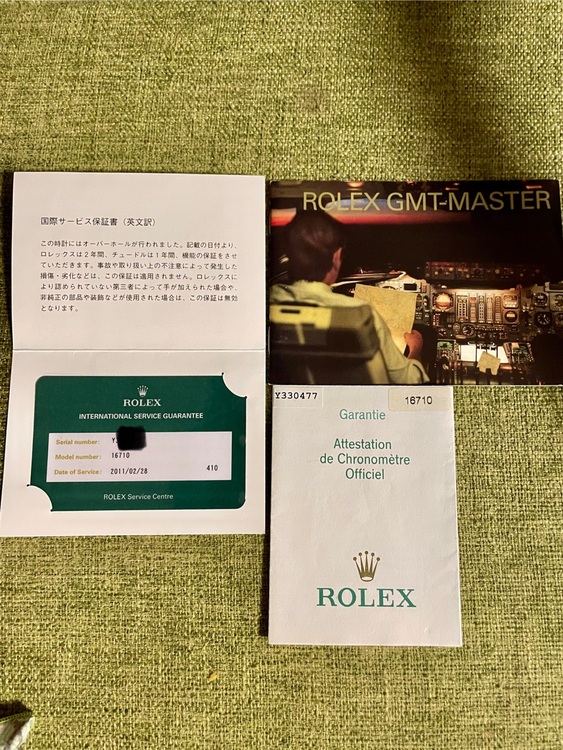 国際サービス保証書（英文訳）
この時計にはオーバーホールが行われました。記載の日付より、
ロレックスは２年間、チュードルは１年間、機能の保証をさせ
ていただきます。事故や取り扱い上の不注意によって発生した
損傷・劣化などは、この保証は適用されません。ロレックスに
より認められていない第三者によって手が加えられた場合や、
非純正の部品や装飾などが使用された場合は、この保証は無効
となります。
ROLEX
INTERNATIONAL SERVICE GUARANTEE
Serial number: Y
Model number: 16710
Date of Service: 2011/02/28 410
ROLEX Service Centre
ROLEX GMT-MASTER
Y330477
16710
Garantie
Attestation
de Chronomètre
Officiel
ROLEX